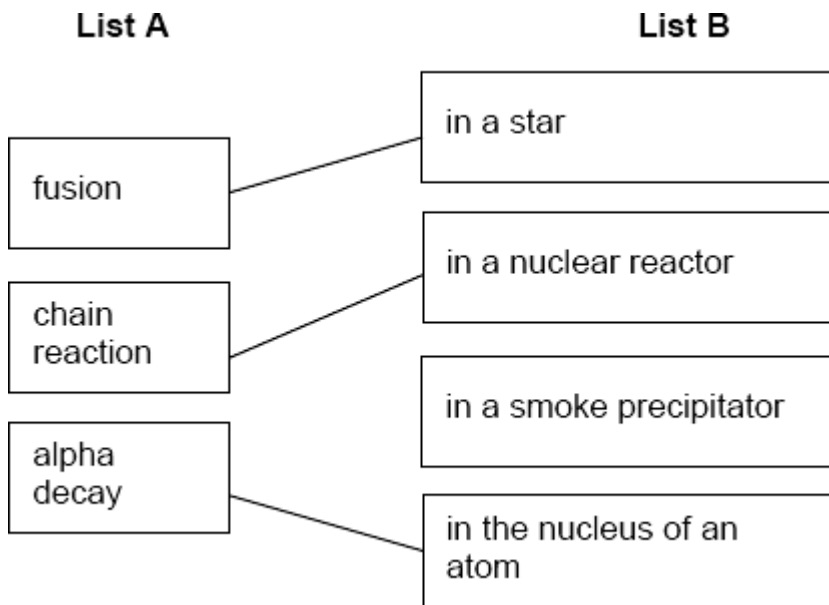 List A
List B
fusion
chain
reaction
alpha
decay
in a star
in a nuclear reactor
in a smoke precipitator
in the nucleus of an
atom